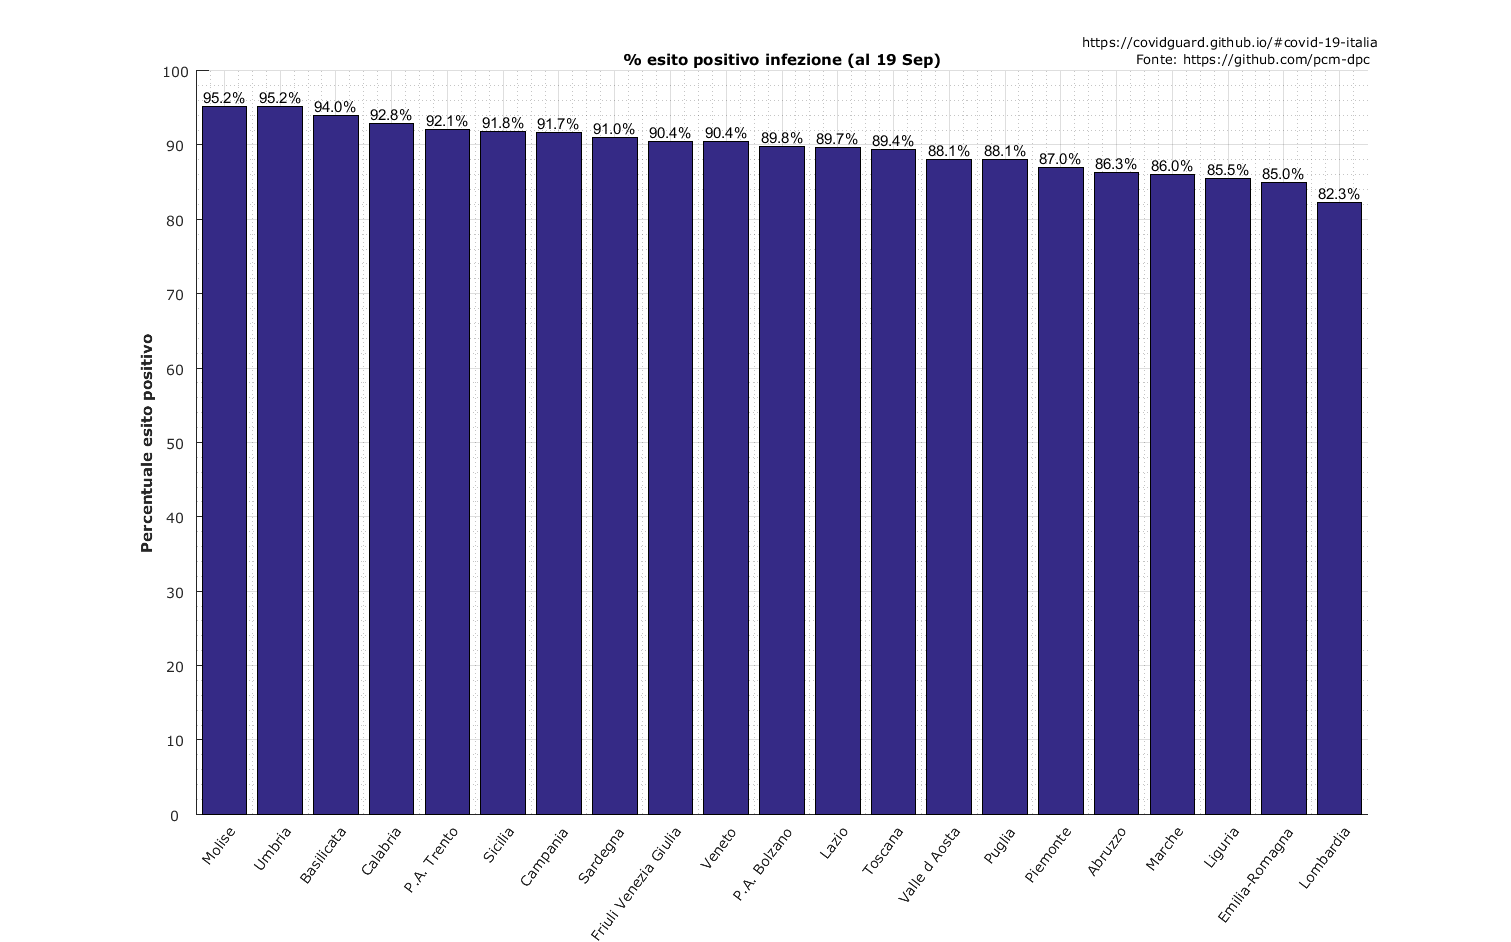 https://covidguard.github.io/#covid-19-italia
Fonte: https://github.com/pcm-dpc
% esito positivo infezione (al 19 Sep)
Percentuale esito positivo
100
90
80
70
60
50
40
30
20
10
0
95.2%
95.2%
94.0%
92.8%
92.1%
91.8%
91.7%
91.0%
90.4%
90.4%
89.8%
89.7%
89.4%
88.1%
88.1%
87.0%
86.3%
86.0%
85.5%
85.0%
82.3%
Molise
Umbria
Basilicata
Calabria
P.A. Trento
Sicilia
Campania
Sardegna
Friuli Venezia Giulia
Veneto
P.A. Bolzano
Lazio
Toscana
Valle d Aosta
Puglia
Piemonte
Abruzzo
Marche
Liguria
Emilia-Romagna
Lombardia